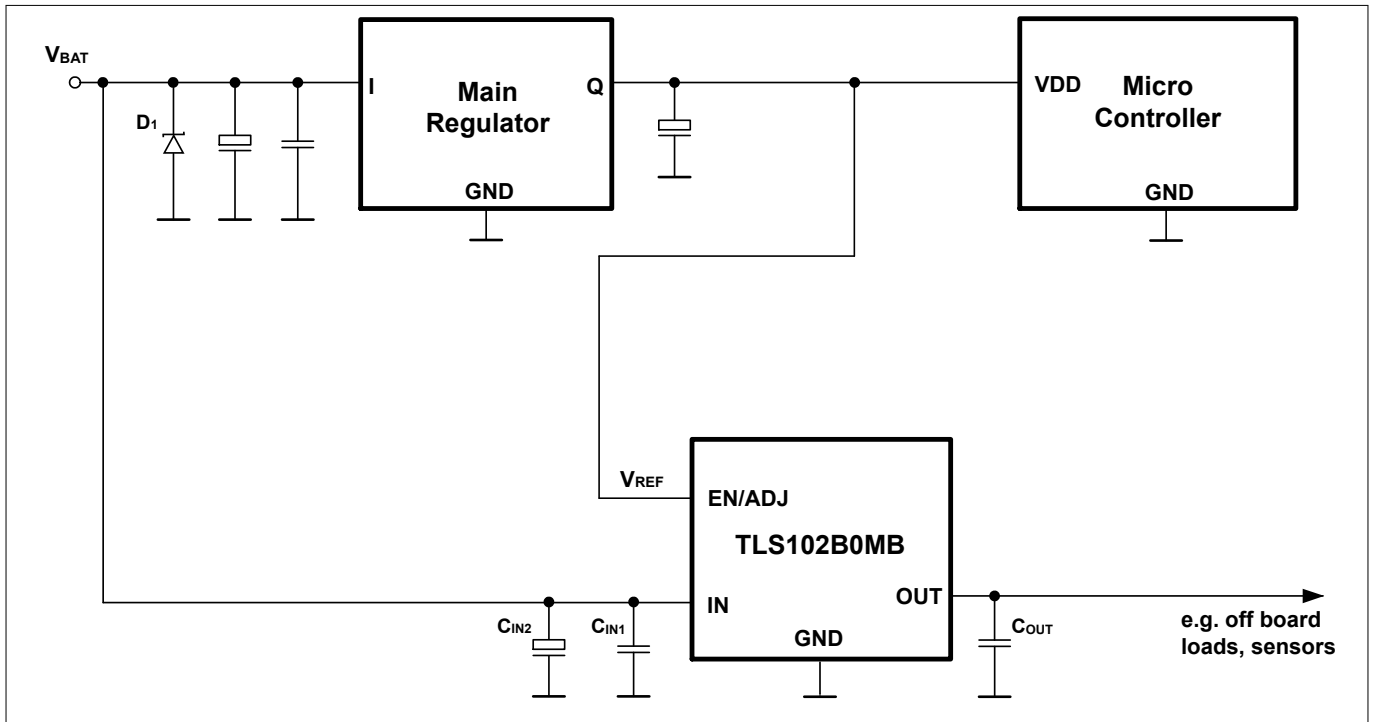 VBAT
D1
I
Main
Regulator
Q
GND
VDD
Micro
Controller
GND
VREF
EN/ADJ
TLS102B0MB
IN
OUT
GND
CIN2
CIN1
COUT
e.g. off board
loads, sensors